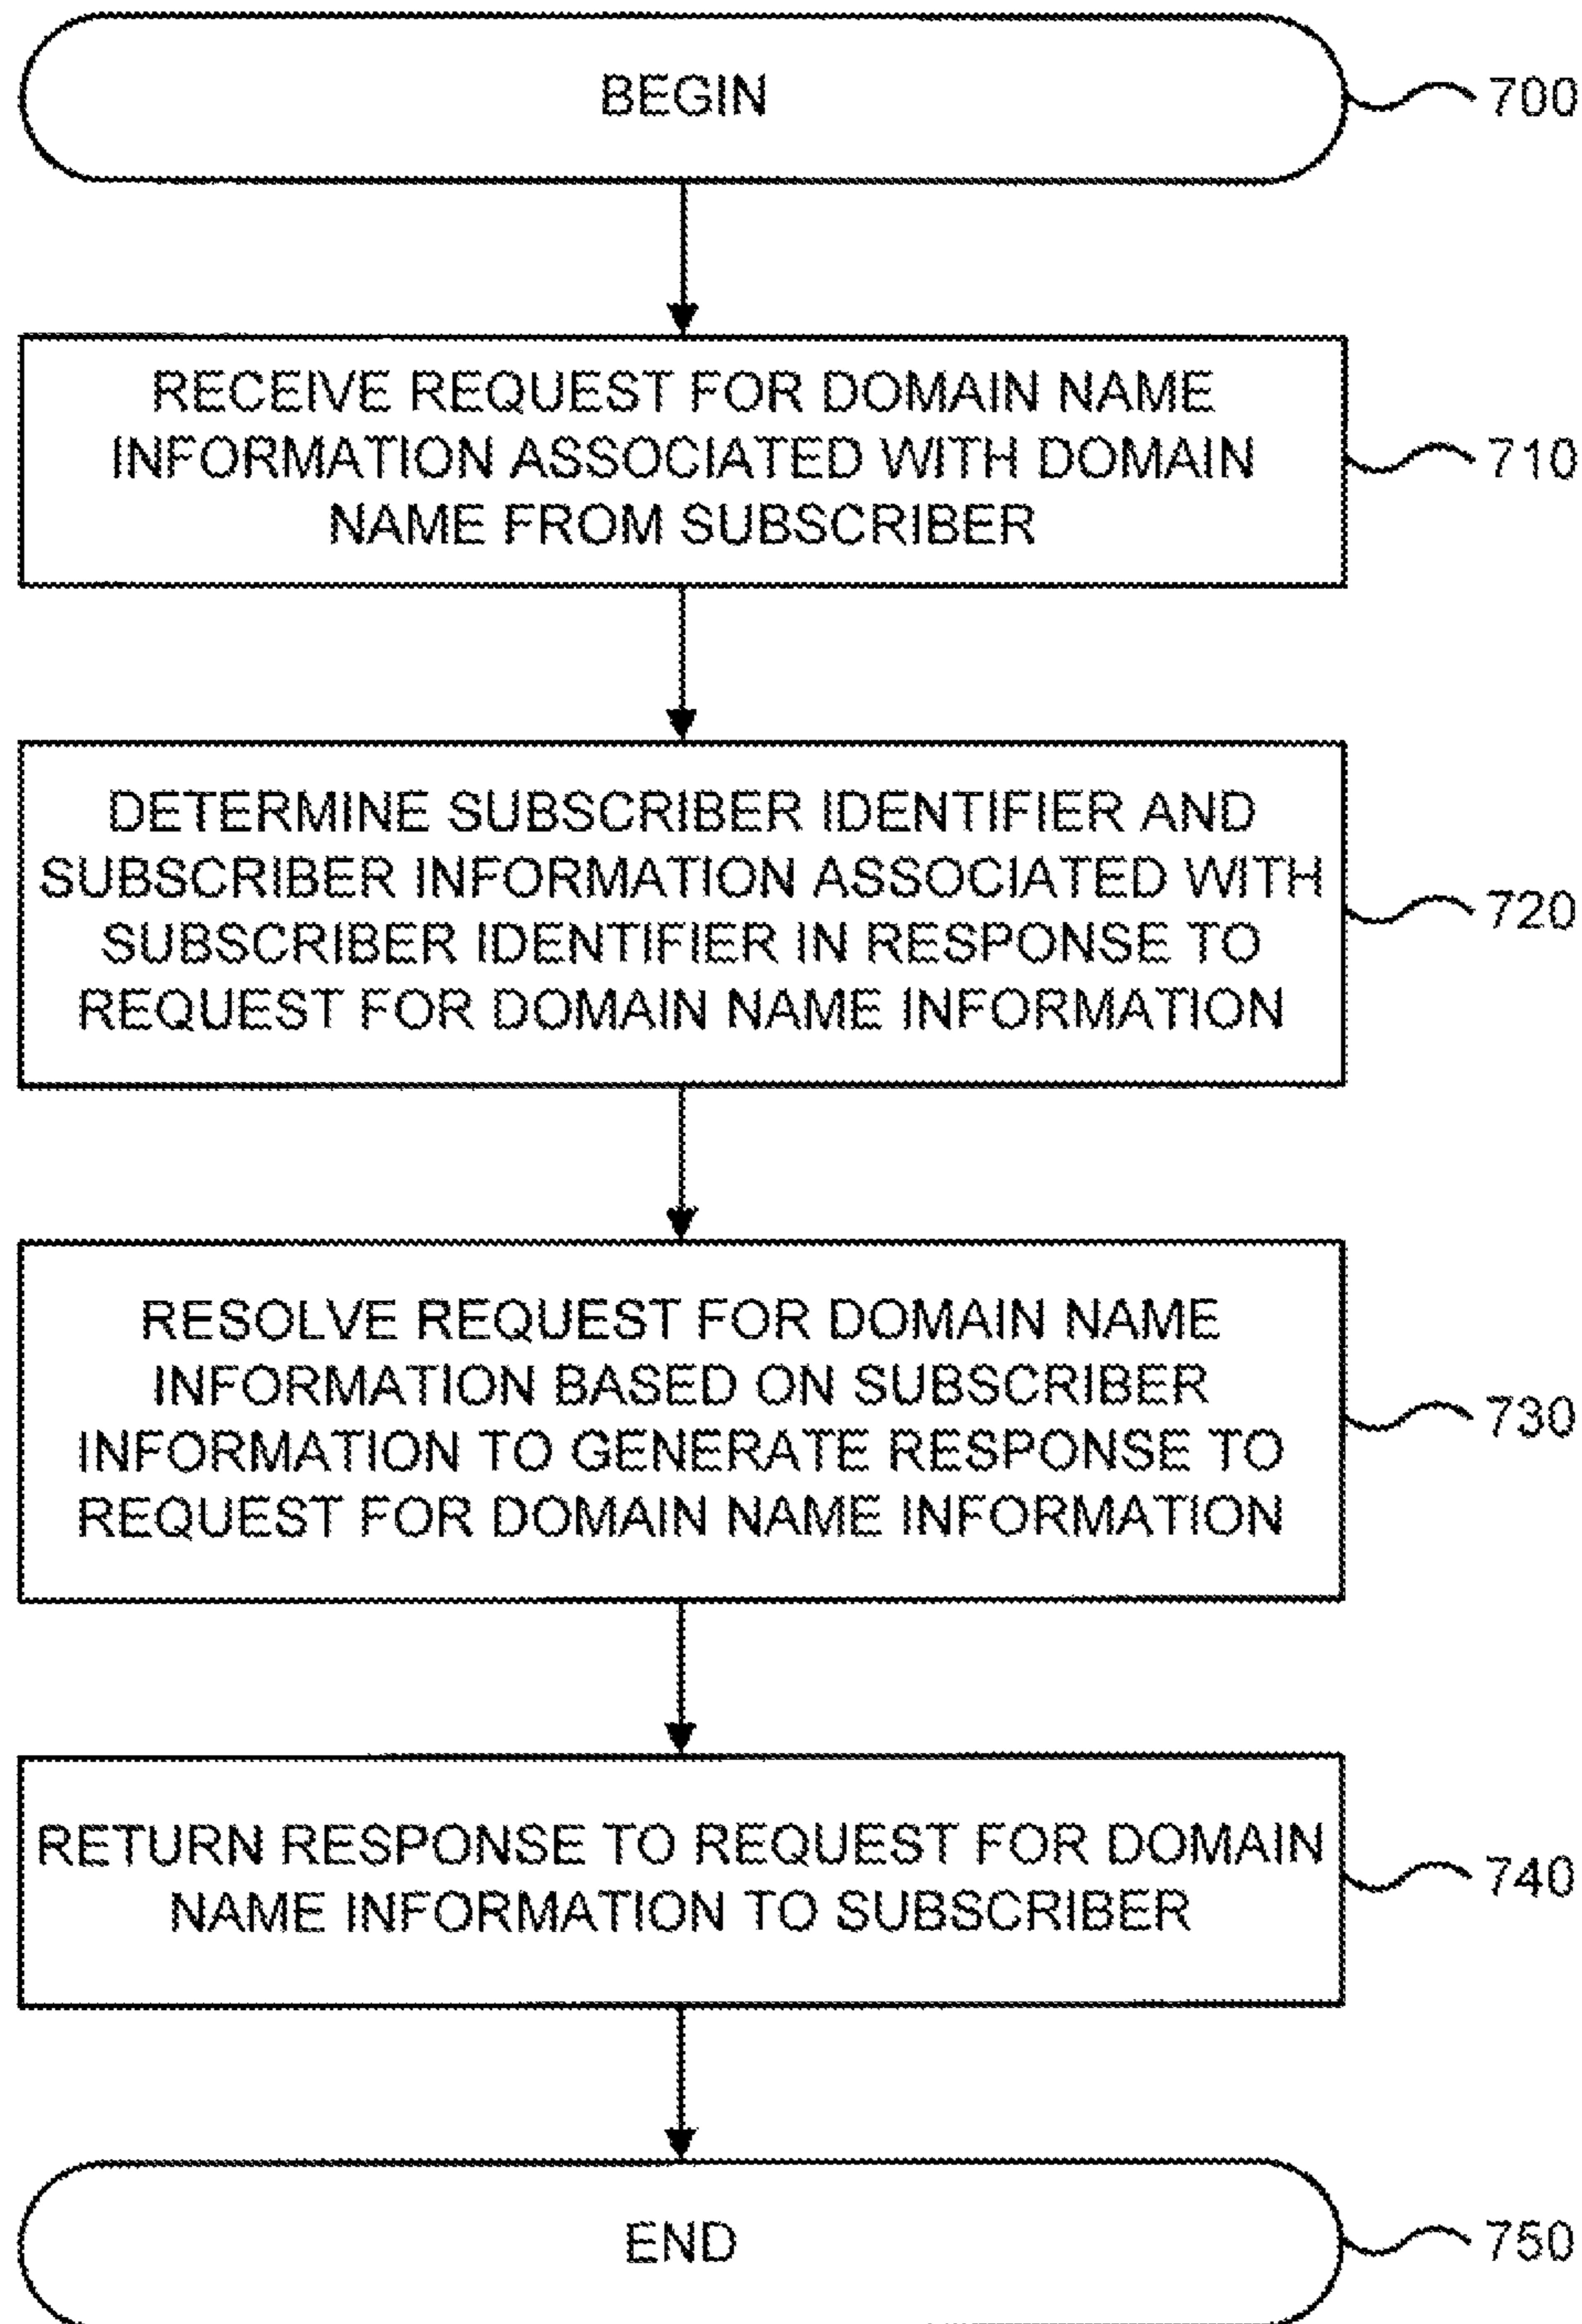 BEGIN
700
RECEIVE REQUEST FOR DOMAIN NAME
INFORMATION ASSOCIATED WITH DOMAIN
NAME FROM SUBSCRIBER
710
DETERMINE SUBSCRIBER IDENTIFIER AND
SUBSCRIBER INFORMATION ASSOCIATED WITH
SUBSCRIBER IDENTIFIER IN RESPONSE TO
REQUEST FOR DOMAIN NAME INFORMATION
720
RESOLVE REQUEST FOR DOMAIN NAME
INFORMATION BASED ON SUBSCRIBER
INFORMATION TO GENERATE RESPONSE TO
REQUEST FOR DOMAIN NAME INFORMATION
730
RETURN RESPONSE TO REQUEST FOR DOMAIN
NAME INFORMATION TO SUBSCRIBER
740
END
750